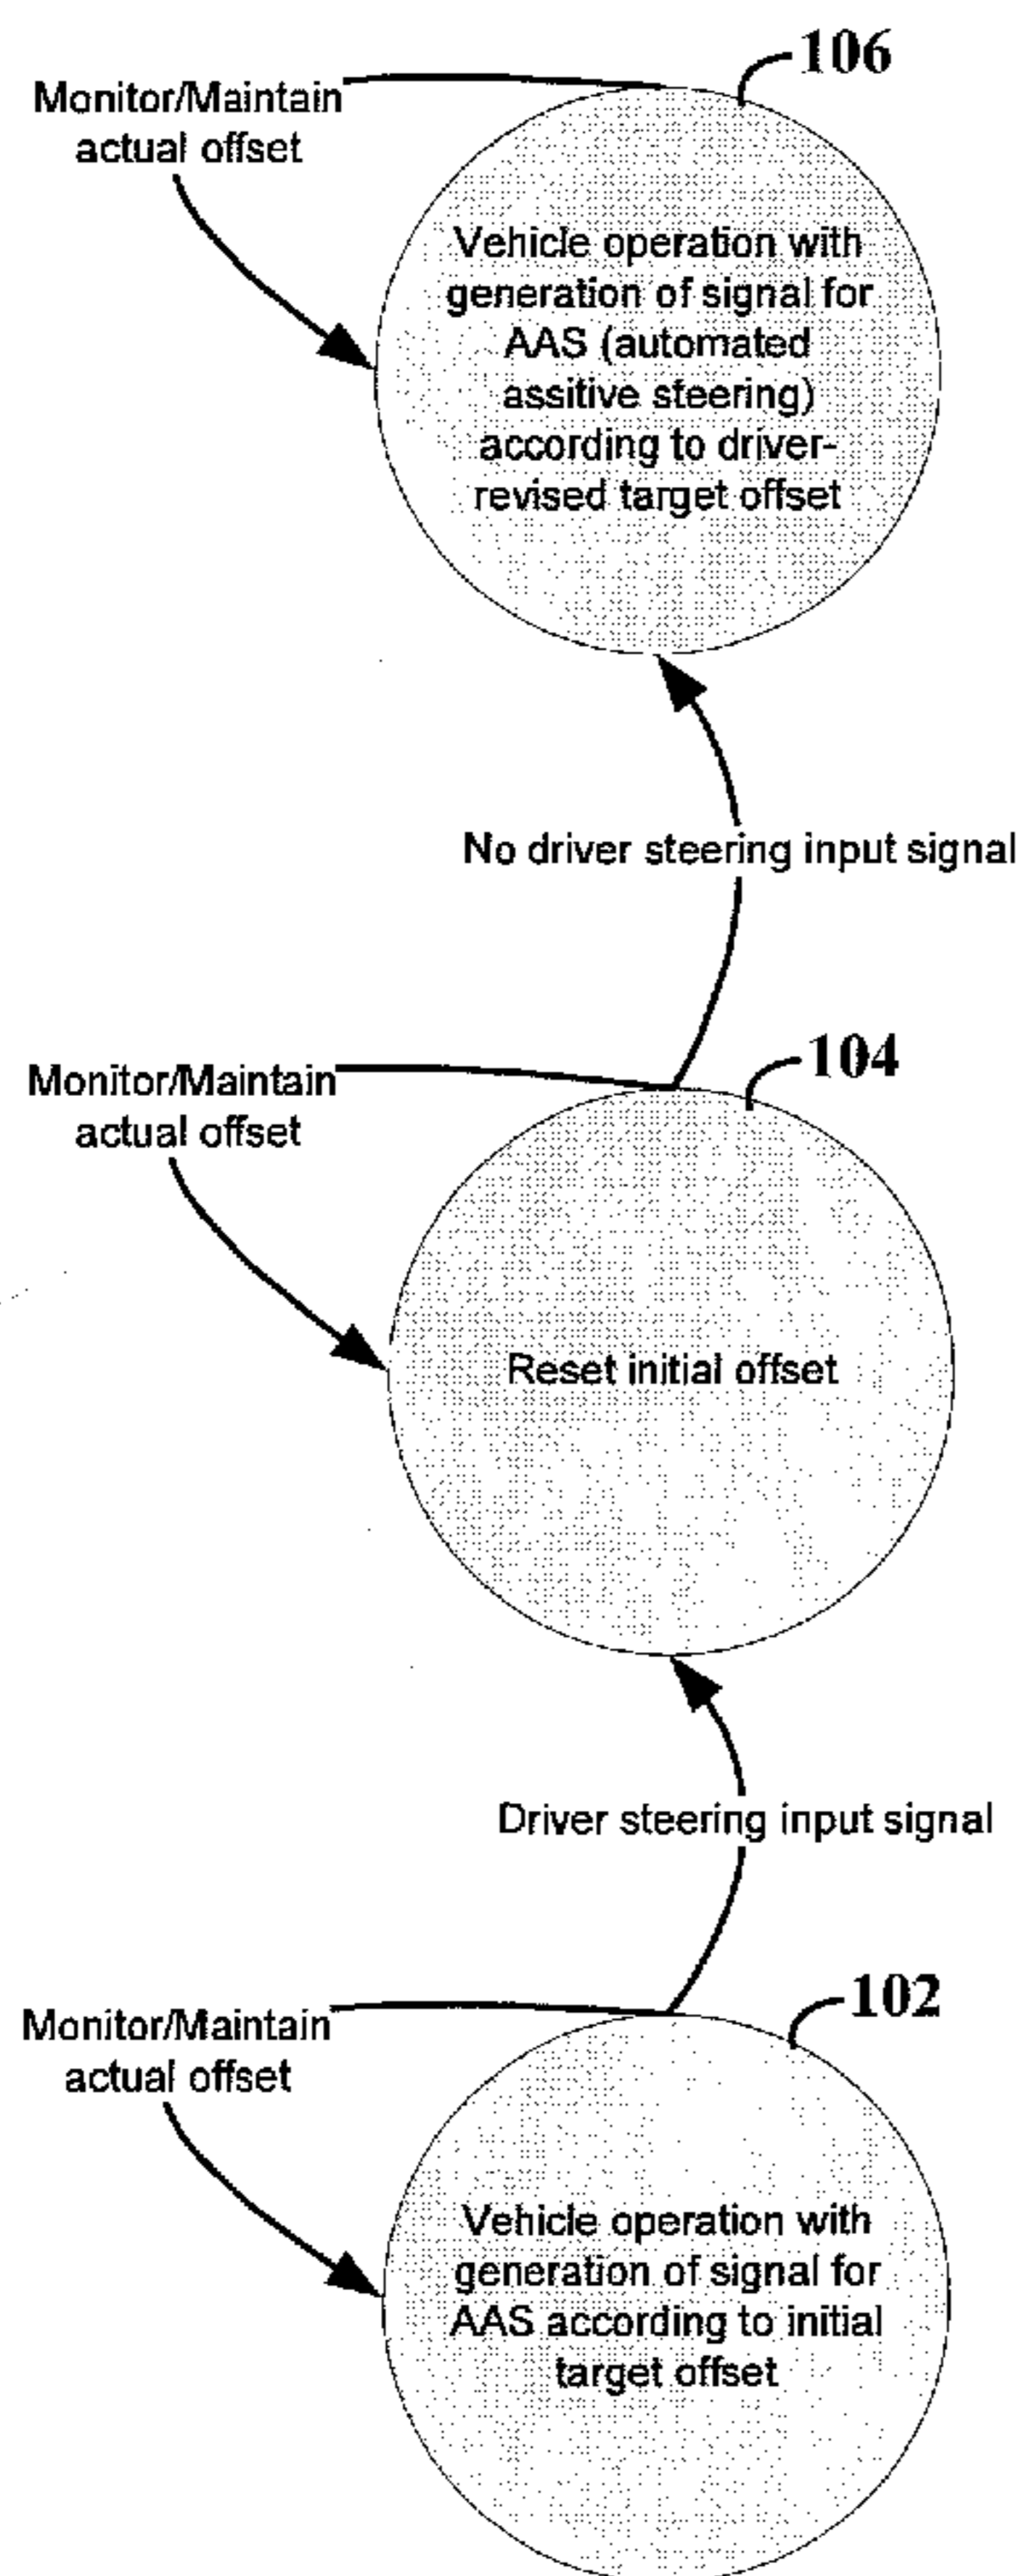 106
Monitor/Maintain
actual offset
Vehicle operation with
generation of signal for
AAS (automated
assitive steering)
according to driver-
revised target offset
No driver steering input signal
104
Monitor/Maintain
actual offset
Reset initial offset
Driver steering input signal
102
Monitor/Maintain
actual offset
Vehicle operation with
generation of signal for
AAS according to initial
target offset